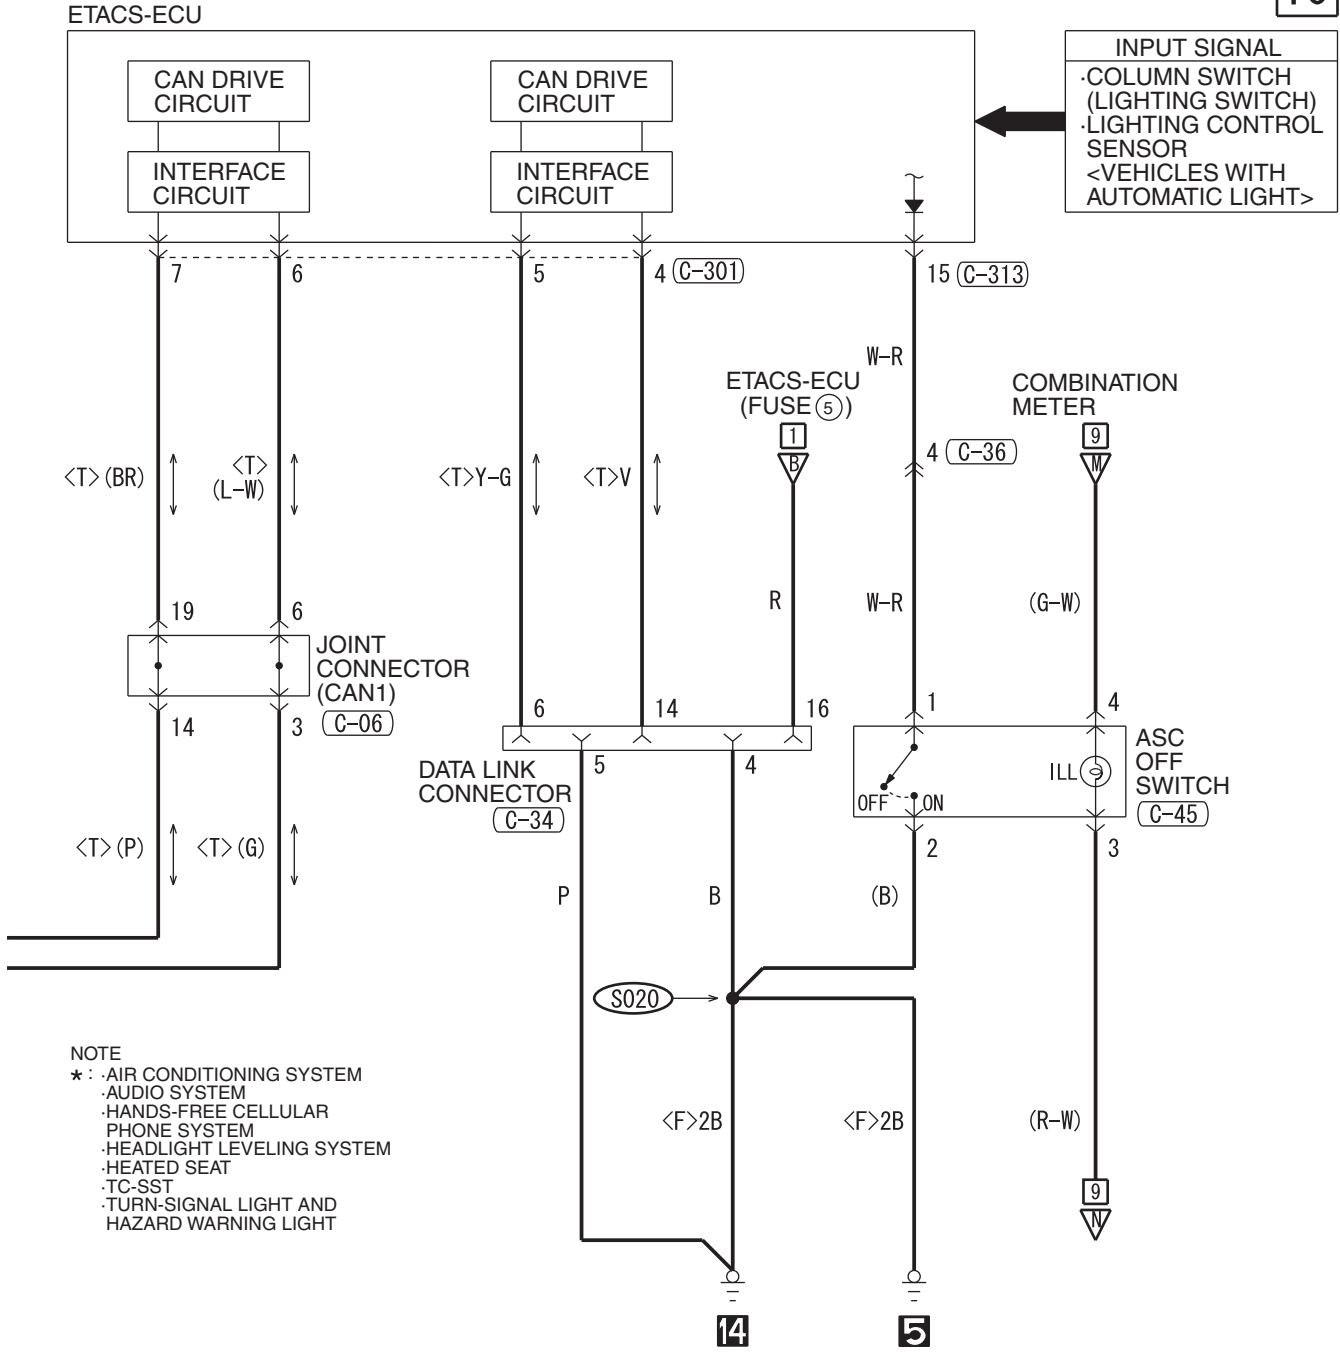 ETACS-ECU
CAN DRIVE
CIRCUIT
CAN DRIVE
CIRCUIT
INTERFACE
CIRCUIT
INTERFACE
CIRCUIT
INPUT SIGNAL
·COLUMN SWITCH
(LIGHTING SWITCH)
·LIGHTING CONTROL
SENSOR
<VEHICLES WITH
AUTOMATIC LIGHT>
7
6
5
4 C-301
15 C-313
W-R
ETACS-ECU
(FUSE 5)
1
B
4 C-36
COMBINATION
METER
9
M
<T>(BR)
<T>
(L-W)
<T>Y-G
<T>V
R
W-R
(G-W)
19
6
JOINT
CONNECTOR
(CAN1)
C-06
14
3
6
14
16
5
4
DATA LINK
CONNECTOR
C-34
1
4
OFF
ON
ILL
ASC
OFF
SWITCH
C-45
2
3
<T>(P)
<T>(G)
P
B
(B)
S020
NOTE
*: ·AIR CONDITIONING SYSTEM
·AUDIO SYSTEM
·HANDS-FREE CELLULAR
PHONE SYSTEM
·HEADLIGHT LEVELING SYSTEM
·HEATED SEAT
·TC-SST
·TURN-SIGNAL LIGHT AND
HAZARD WARNING LIGHT
<F>2B
<F>2B
(R-W)
9
N
14
5